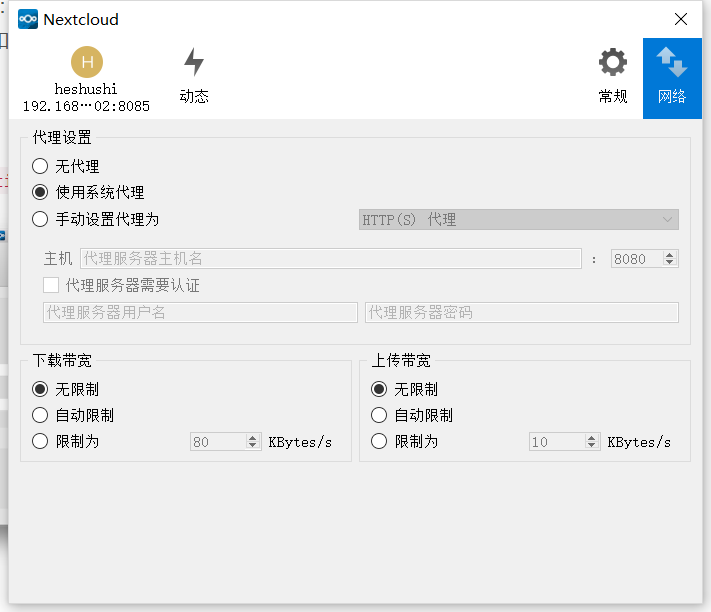 Nextcloud
H
heshushi
192.168…02:8085
动态
常规
网络
代理设置
无代理
使用系统代理
手动设置代理为
HTTP(S) 代理
主机
代理服务器主机名
:
8080
代理服务器需要认证
代理服务器用户名
代理服务器密码
下载带宽
无限制
自动限制
限制为
80
KBytes/s
上传带宽
无限制
自动限制
限制为
10
KBytes/s